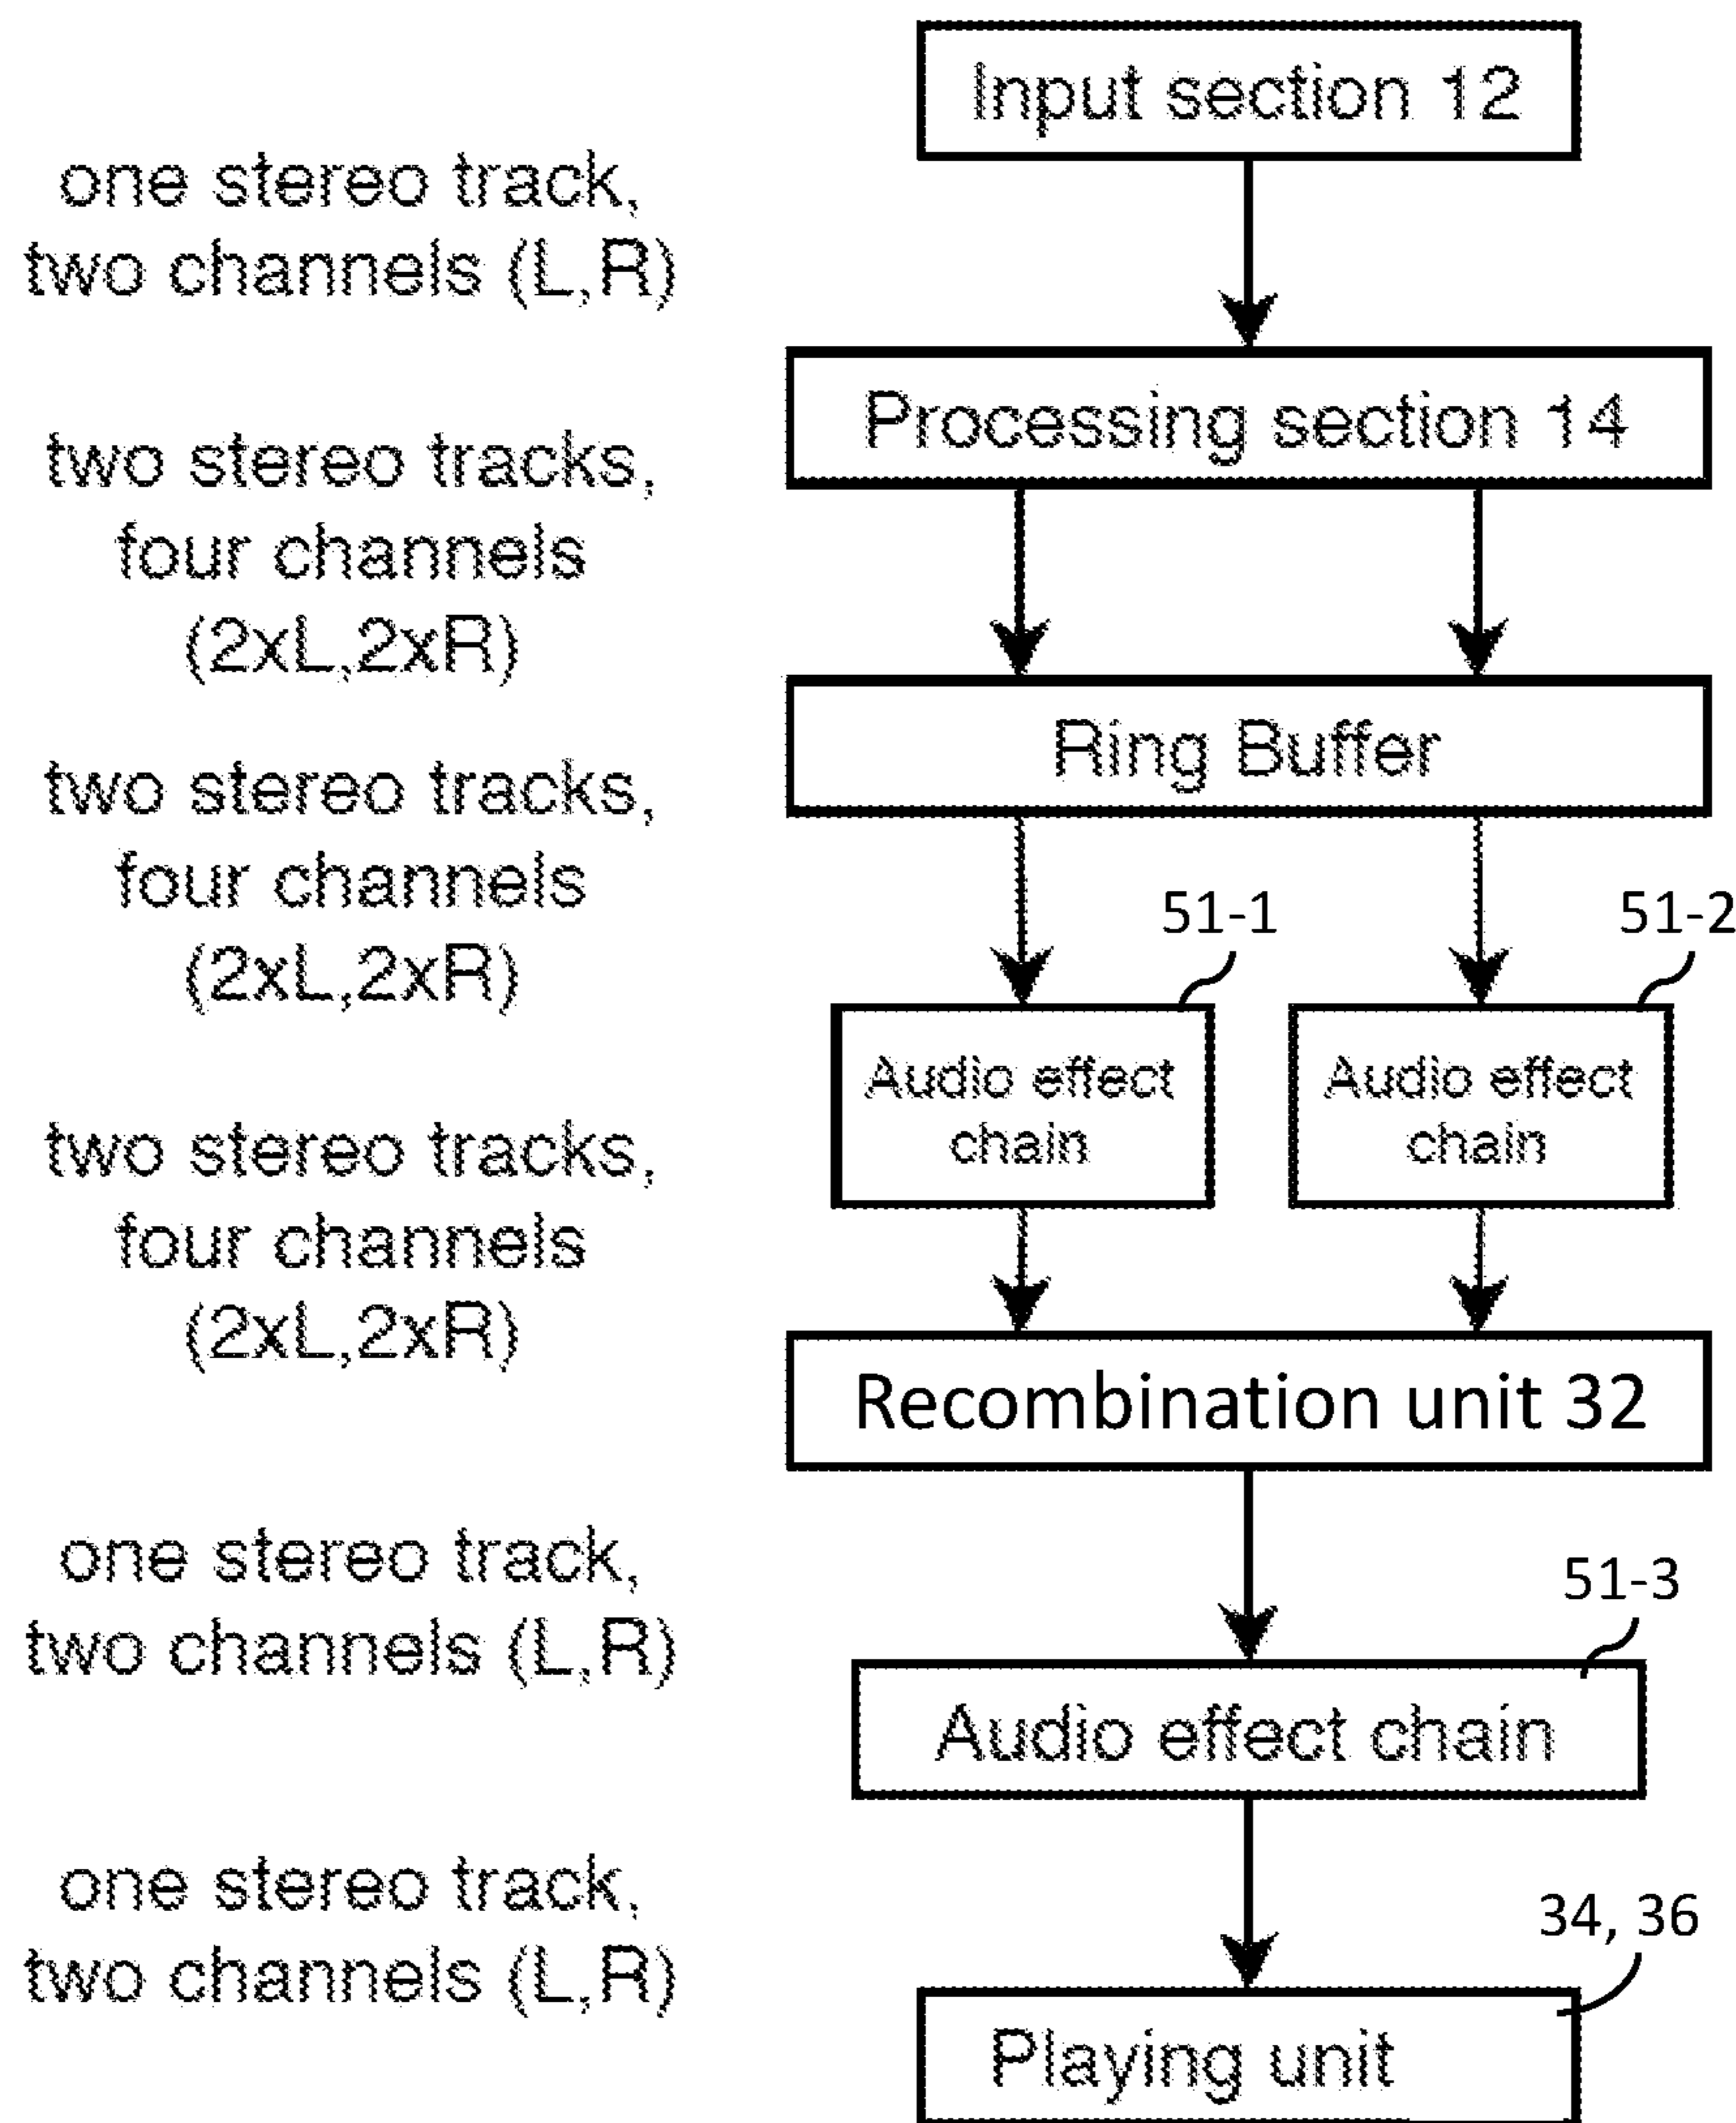 Input section 12
one stereo track,
two channels (L,R)
Processing section 14
two stereo tracks,
four channels
(2xL,2xR)
Ring Buffer
two stereo tracks,
four channels
(2xL,2xR)
51-1
51-2
Audio effect
chain
Audio effect
chain
two stereo tracks,
four channels
(2xL,2xR)
Recombination unit 32
one stereo track,
two channels (L,R)
51-3
Audio effect chain
one stereo track,
two channels (L,R)
34, 36
Playing unit